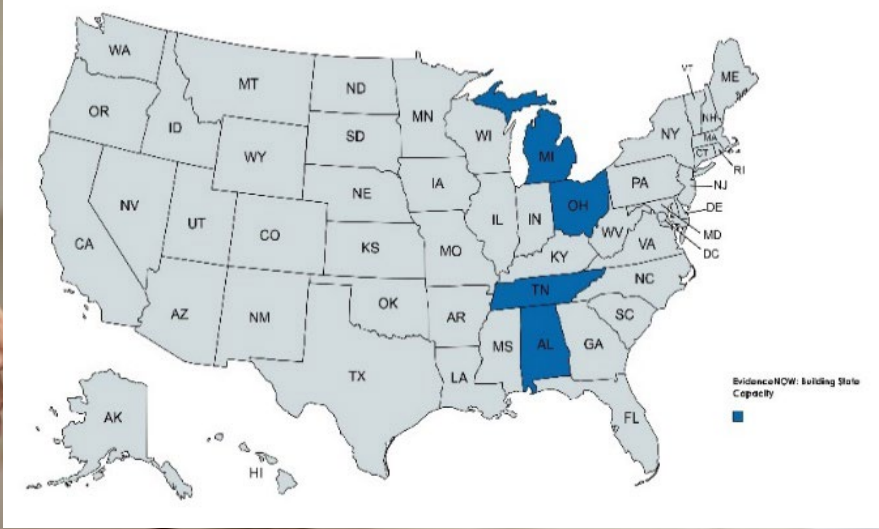 WA
MT
ND
MN
OR
ID
SD
WI
WY
MI
NY
VT
ME
NH
MA
CT
RI
NV
UT
NE
IA
PA
NJ
CA
CO
IL
IN
OH
DE
MD
DC
KS
MO
WV
VA
KY
AZ
NM
OK
AR
TN
NC
SC
TX
LA
MS
AL
GA
FL
AK
HI
EvidenceNOW: Building State
Capacity